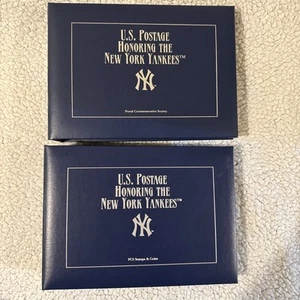 U.S. Postage
Honoring the
New York Yankees™
NY
Postal Commemorative Society
U.S. Postage
Honoring the
New York Yankees™
NY
PCS Stamps & Coins